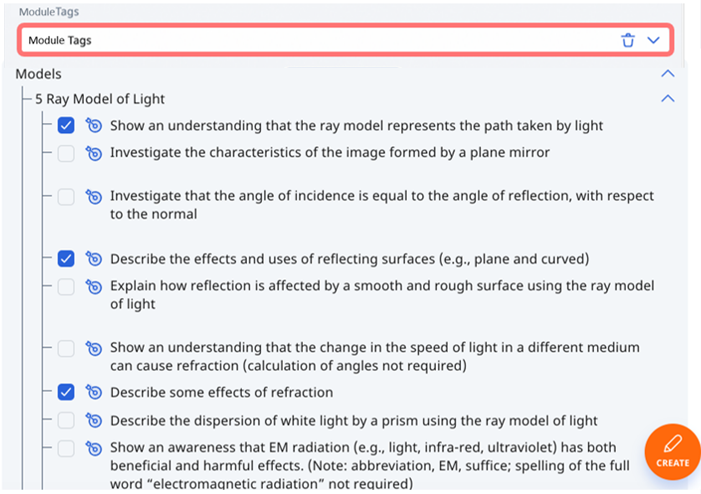 ModuleTags
Module Tags
Models
5 Ray Model of Light
Show an understanding that the ray model represents the path taken by light
Investigate the characteristics of the image formed by a plane mirror
Investigate that the angle of incidence is equal to the angle of reflection, with respect
to the normal
Describe the effects and uses of reflecting surfaces (e.g., plane and curved)
Explain how reflection is affected by a smooth and rough surface using the ray model
of light
Show an understanding that the change in the speed of light in a different medium
can cause refraction (calculation of angles not required)
Describe some effects of refraction
Describe the dispersion of white light by a prism using the ray model of light
Show an awareness that EM radiation (e.g., light, infra-red, ultraviolet) has both
beneficial and harmful effects. (Note: abbreviation, EM, suffice; spelling of the full
word “electromagnetic radiation” not required)
CREATE